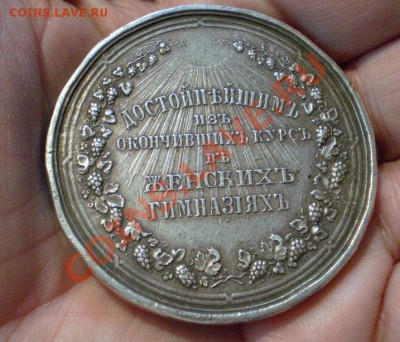 COINS.LAVE.RU
ДОСТОЙНѢЙШИМЪ
ИЗЪ
ОКОНЧИВШИХЪ КУРСЪ
ВЪ
ЖЕНСКИХЪ
ГИМНАЗІЯХЪ